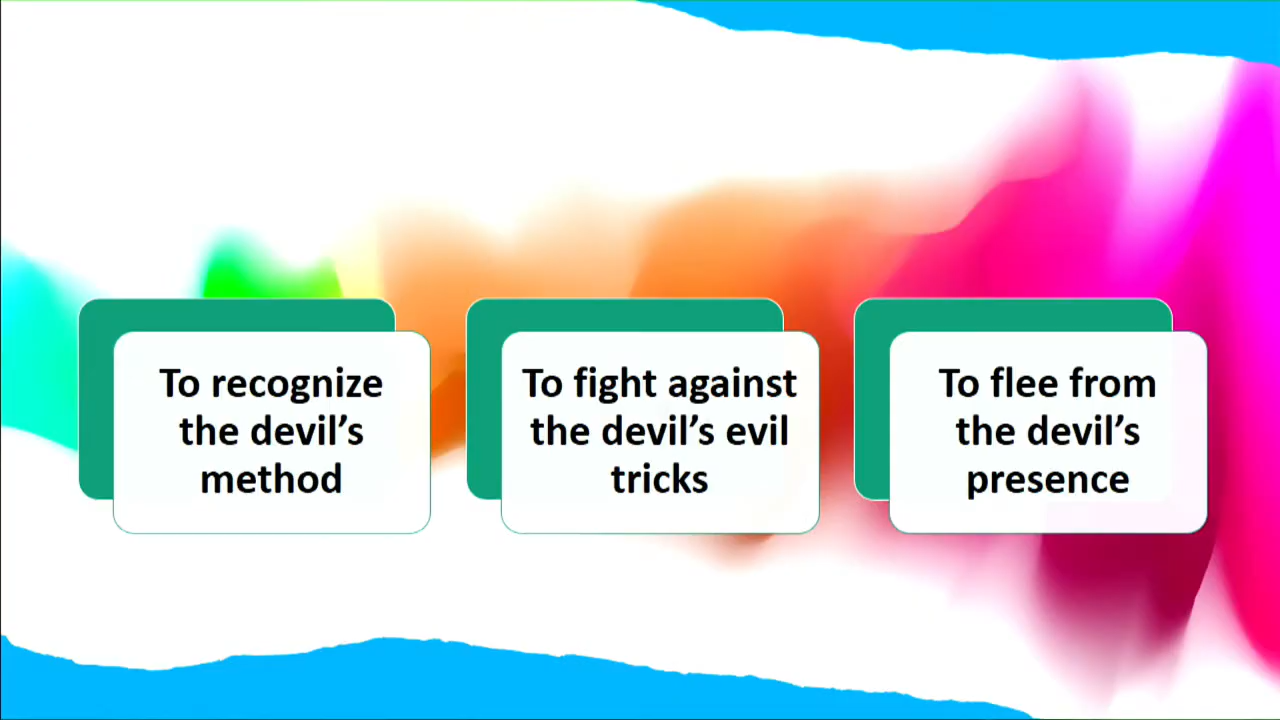 To recognize
the devil’s
method
To fight against
the devil’s evil
tricks
To flee from
the devil’s
presence